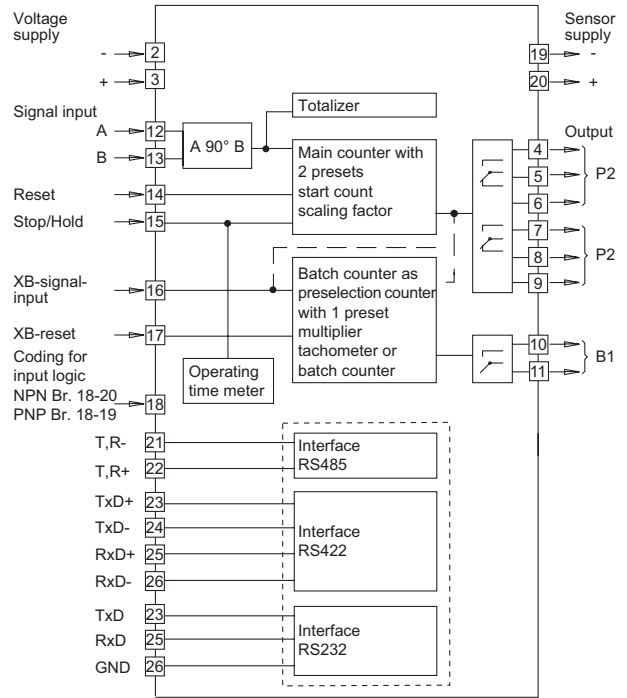 Voltage
supply
- 2
+ 3
Signal input
A 12
B 13
A 90° B
Reset 14
Stop/Hold 15
XB-signal-
input 16
XB-reset 17
Coding for
input logic
NPN Br. 18-20
PNP Br. 18-19
18
Totalizer
Main counter with
2 presets
start count
scaling factor
Batch counter as
preselection counter
with 1 preset
multiplier
tachometer or
batch counter
Operating
time meter
Sensor
supply
19 -
20 +
Output
4
5
6
P2
7
8
9
P2
10
11
B1
T,R- 21
T,R+ 22
Interface
RS485
TxD+ 23
TxD- 24
RxD+ 25
RxD- 26
Interface
RS422
TxD 23
RxD 25
GND 26
Interface
RS232